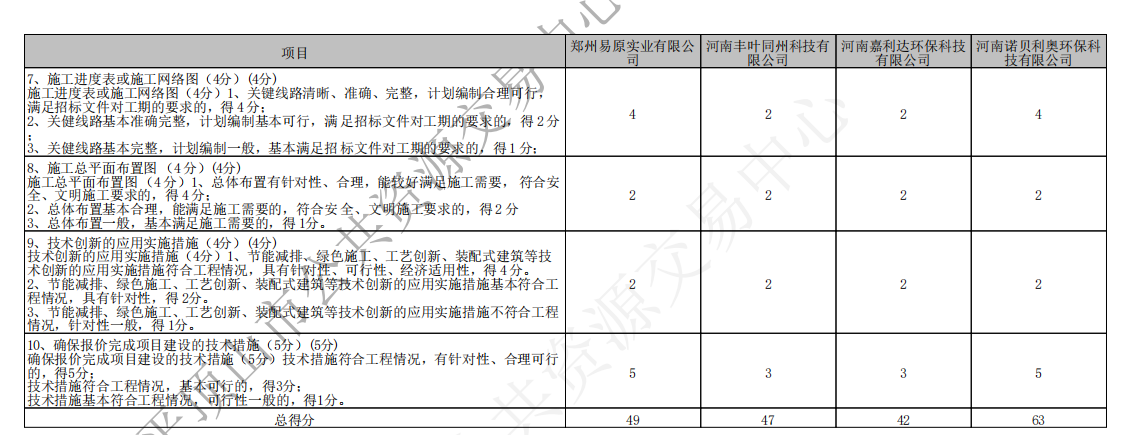 项目 郑州易原实业有限公司 河南丰叶同州科技有限公司 河南嘉利达环保科技有限公司 河南诺贝利奥环保科技有限公司
7、施工进度表或施工网络图（4分）(4分)
施工进度表或施工网络图（4分）1、关键线路清晰、准确、完整，计划编制合理可行，
满足招标文件对工期的要求的，得4分；
2、关健线路基本准确完整，计划编制基本可行，满足招标文件对工期的要求的，得2分
；
3、关健线路基本完整，计划编制一般，基本满足招标文件对工期的要求的，得1分；
4 2 2 4
8、施工总平面布置图（4分）(4分)
施工总平面布置图（4分）1、总体布置有针对性、合理，能较好满足施工需要，符合安
全、文明施工要求的，得4分；
2、总体布置基本合理，能满足施工需要的，符合安全、文明施工要求的，得2分
3、总体布置一般，基本满足施工需要的，得1分。
2 2 2 2
9、技术创新的应用实施措施（4分）(4分)
技术创新的应用实施措施（4分）1、节能减排、绿色施工、工艺创新、装配式建筑等技
术创新的应用实施措施符合工程情况，具有针对性、可行性、经济适用性，得4分。
2、节能减排、绿色施工、工艺创新、装配式建筑等技术创新的应用实施措施基本符合工
程情况，具有针对性，得2分。
3、节能减排、绿色施工、工艺创新、装配式建筑等技术创新的应用实施措施不符合工程
情况，针对性一般，得1分。
2 2 2 2
10、确保报价完成项目建设的技术措施（5分）(5分)
确保报价完成项目建设的技术措施（5分）技术措施符合工程情况，有针对性、合理可行
的，得5分；
技术措施符合工程情况，基本可行的，得3分；
技术措施基本符合工程情况，可行性一般的，得1分。
5 3 3 5
总得分 49 47 42 63
平顶山市公共资源交易中心
共资源交易中心